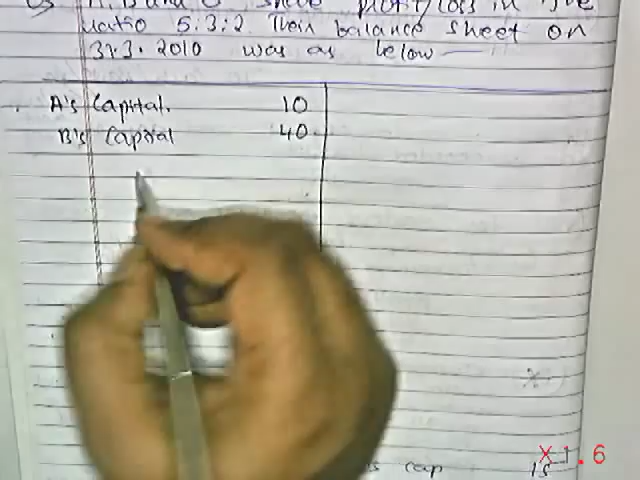 A, B and C share profit/loss in the
ratio 5:3:2. Their balance sheet on
31.3.2010 was as below —
A's Capital. 10
B's Capital 40
cap 15
X1.6